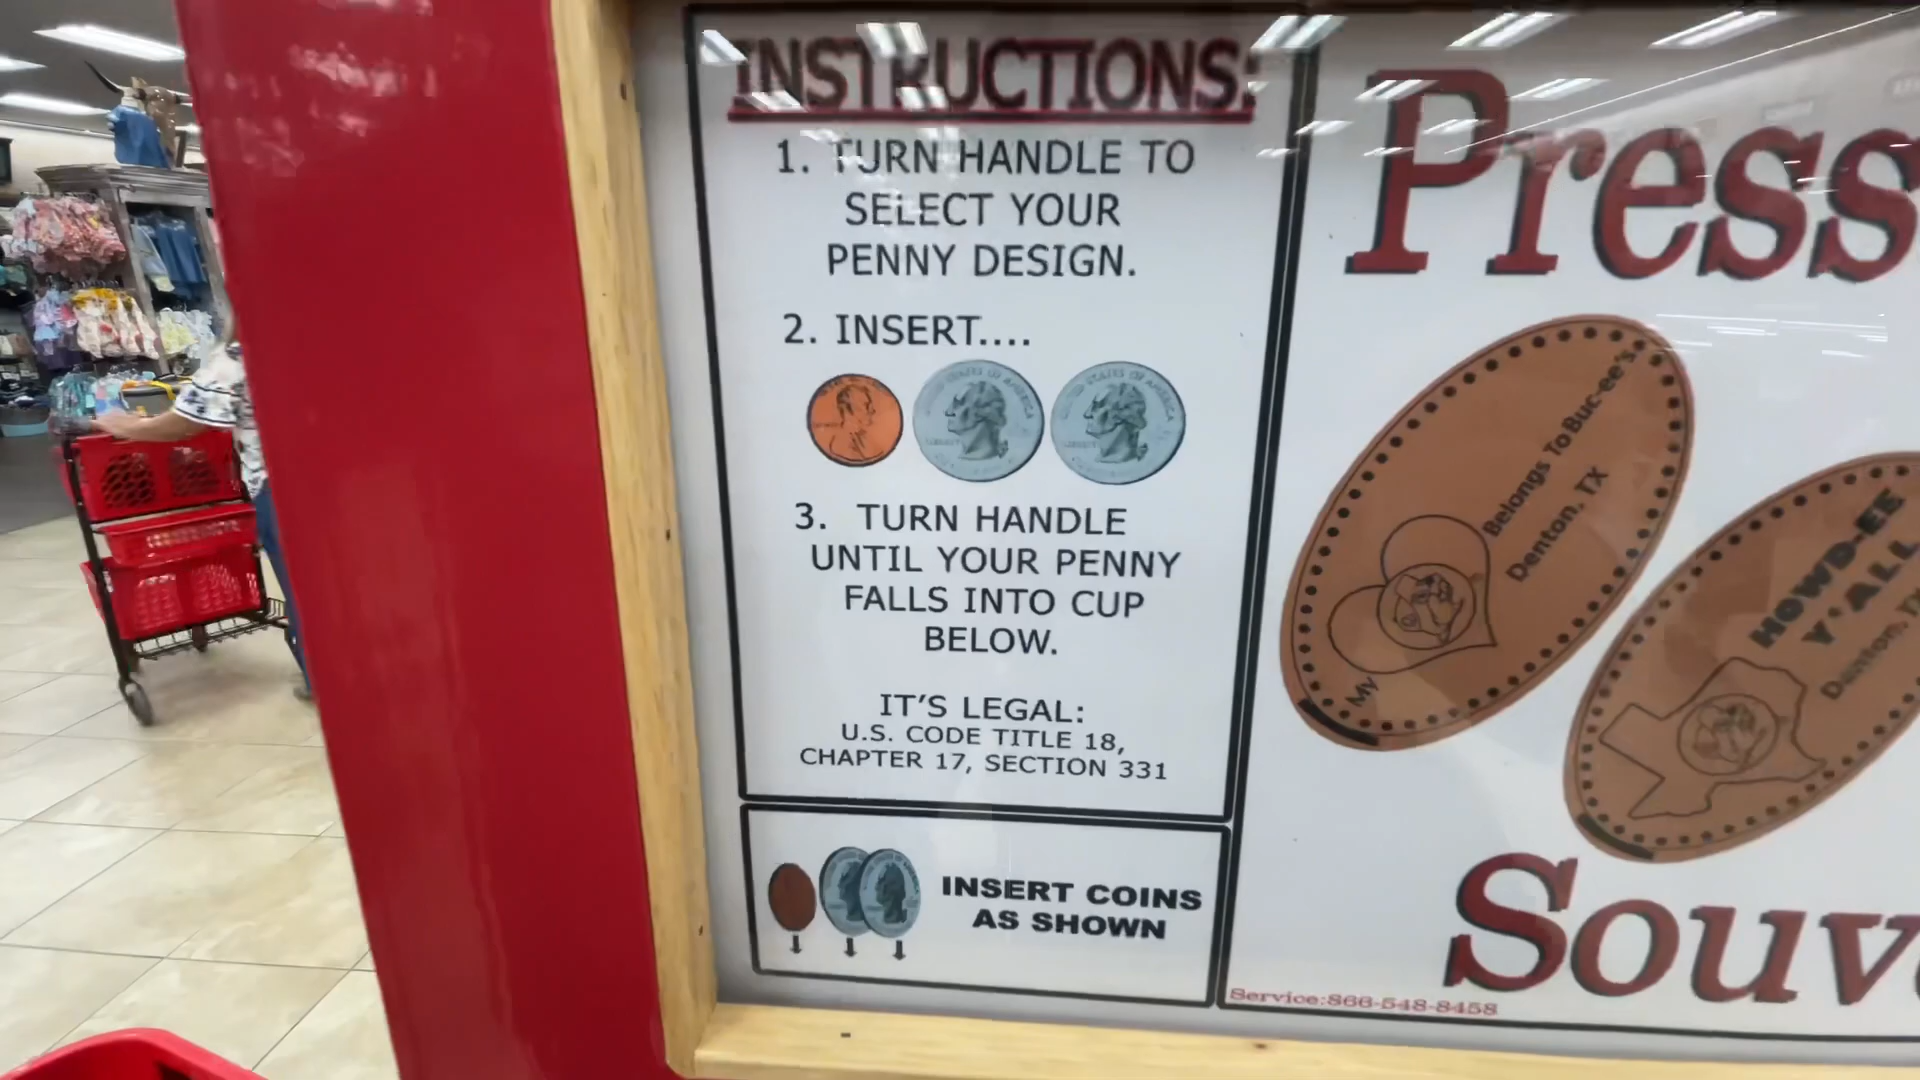 INSTRUCTIONS:
1. TURN HANDLE TO
SELECT YOUR
PENNY DESIGN.
2. INSERT....
3. TURN HANDLE
UNTIL YOUR PENNY
FALLS INTO CUP
BELOW.
IT'S LEGAL:
U.S. CODE TITLE 18,
CHAPTER 17, SECTION 331
INSERT COINS
AS SHOWN
Press
My
Belongs To Buc-ee's
Denton, TX
HOWD-EE
Y'ALL
Denton, T
Souv
Service:866-548-8458